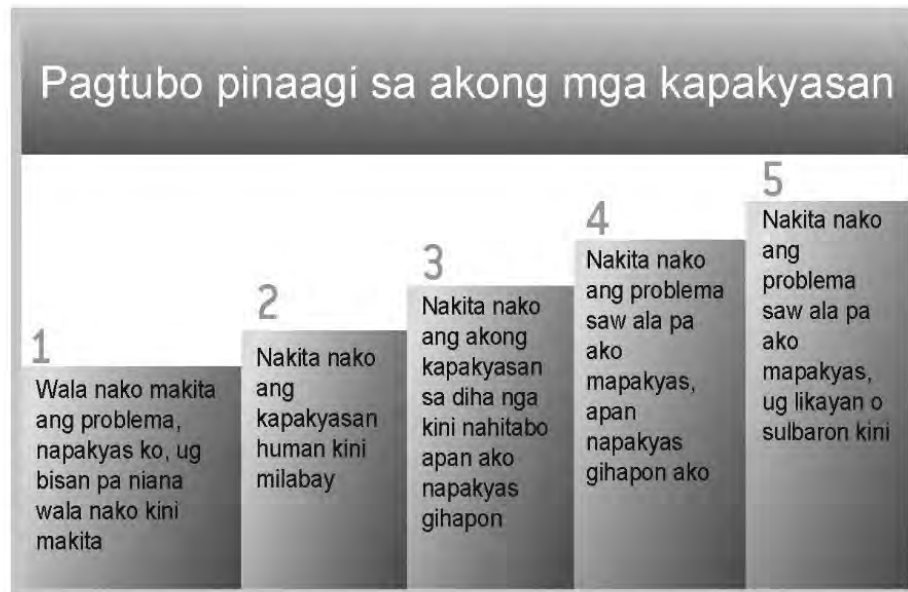 Pagtubo pinaagi sa akong mga kapakyasan
1
Wala nako makita
ang problema,
napakyas ko, ug
bisan pa niana
wala nako kini
makita
2
Nakita nako
ang
kapakyasan
human kini
milabay
3
Nakita nako
ang akong
kapakyasan
sa diha nga
kini nahitabo
apan ako
napakyas
gihapon
4
Nakita nako
ang problema
saw ala pa
ako
mapakyas,
apan
napakyas
gihapon ako
5
Nakita nako
ang
problema
saw ala pa
ako
mapakyas,
ug likayan o
sulbaron kini